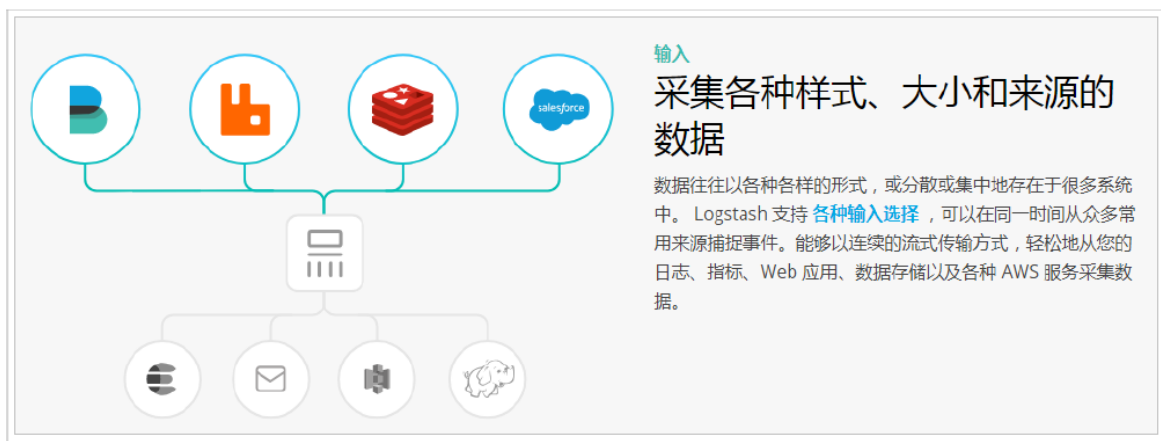 输入
采集各种样式、大小和来源的
数据
salesforce
数据往往以各种各样的形式，或分散或集中地存在于很多系统
中。 Logstash 支持 各种输入选择 ，可以在同一时间从众多常
用来源捕捉事件。能够以连续的流式传输方式，轻松地从您的
日志、指标、Web 应用、数据存储以及各种 AWS 服务采集数
据。